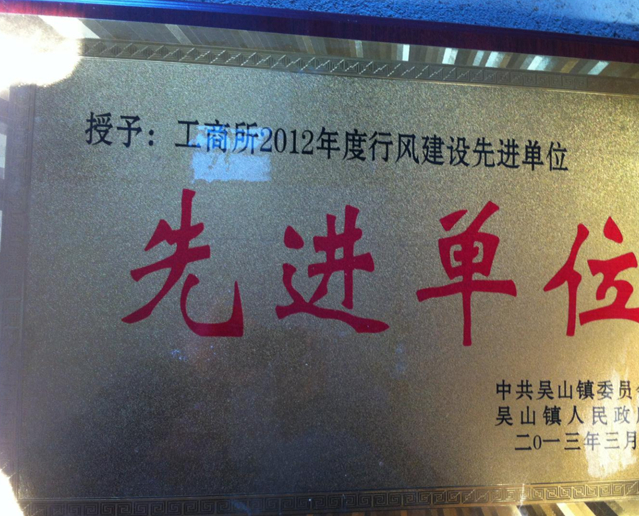 授予：工商所2012年度行风建设先进单位
先进单位
中共吴山镇委员
吴山镇人民政
二0一三年三月